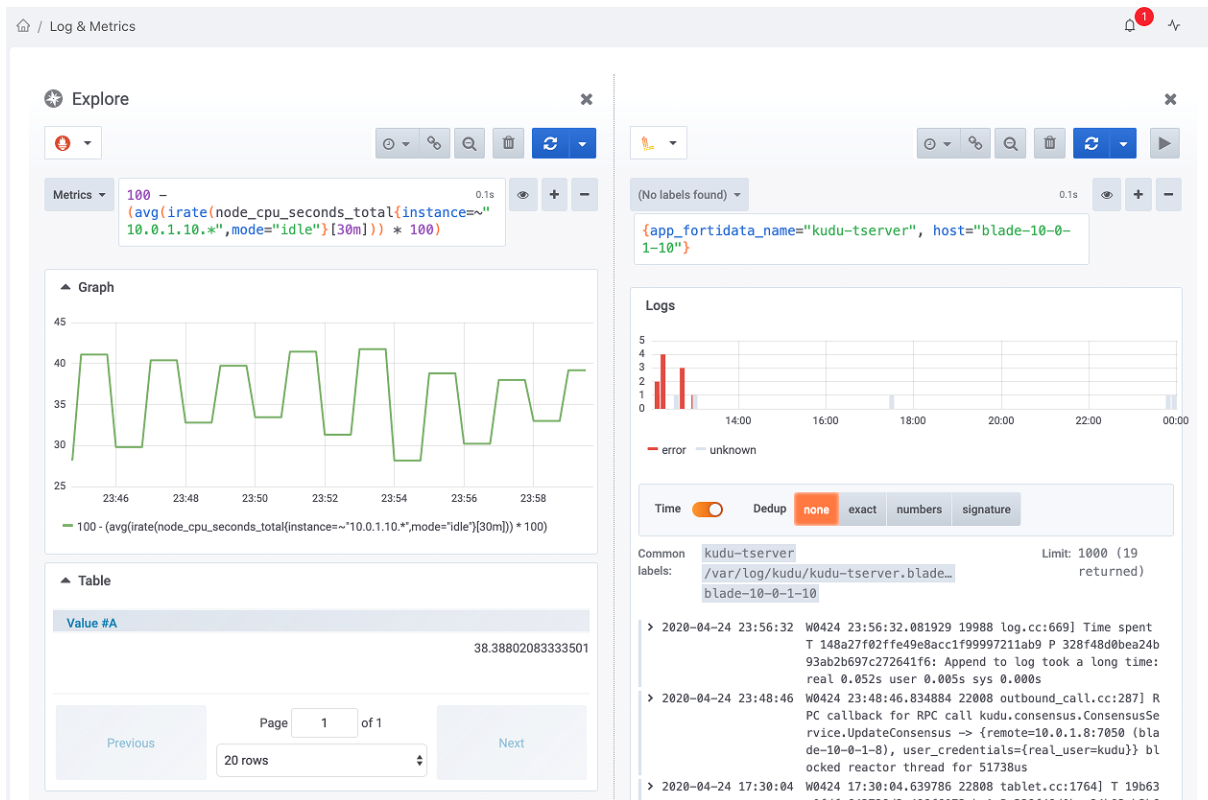 / Log & Metrics
1
Explore
Metrics
100 -
(avg(irate(node_cpu_seconds_total{instance=~"
10.0.1.10.*",mode="idle"}[30m])) * 100)
0.1s
Graph
45
40
35
30
25
23:46 23:48 23:50 23:52 23:54 23:56 23:58
100 - (avg(irate(node_cpu_seconds_total{instance=~"10.0.1.10.*",mode="idle"}[30m])) * 100)
Table
Value #A
38.38802083333501
Previous
Page 1 of 1
20 rows
Next
(No labels found)
0.1s
{app_fortidata_name="kudu-tserver", host="blade-10-0-
1-10"}
Logs
5
4
3
2
1
0
14:00 16:00 18:00 20:00 22:00 00:00
error unknown
Time Dedup none exact numbers signature
Common
labels:
kudu-tserver
/var/log/kudu/kudu-tserver.blade…
blade-10-0-1-10
Limit: 1000 (19
returned)
2020-04-24 23:56:32 W0424 23:56:32.081929 19988 log.cc:669] Time spent
T 148a27f02ffe49e8acc1f99997211ab9 P 328f48d0bea24b
93ab2b697c272641f6: Append to log took a long time:
real 0.052s user 0.005s sys 0.000s
2020-04-24 23:48:46 W0424 23:48:46.834884 22008 outbound_call.cc:287] R
PC callback for RPC call kudu.consensus.ConsensusSe
rvice.UpdateConsensus -> {remote=10.0.1.8:7050 (bla
de-10-0-1-8), user_credentials={real_user=kudu}} bl
ocked reactor thread for 51738us
2020-04-24 17:30:04 W0424 17:30:04.639786 22808 tablet.cc:1764] T 19b63